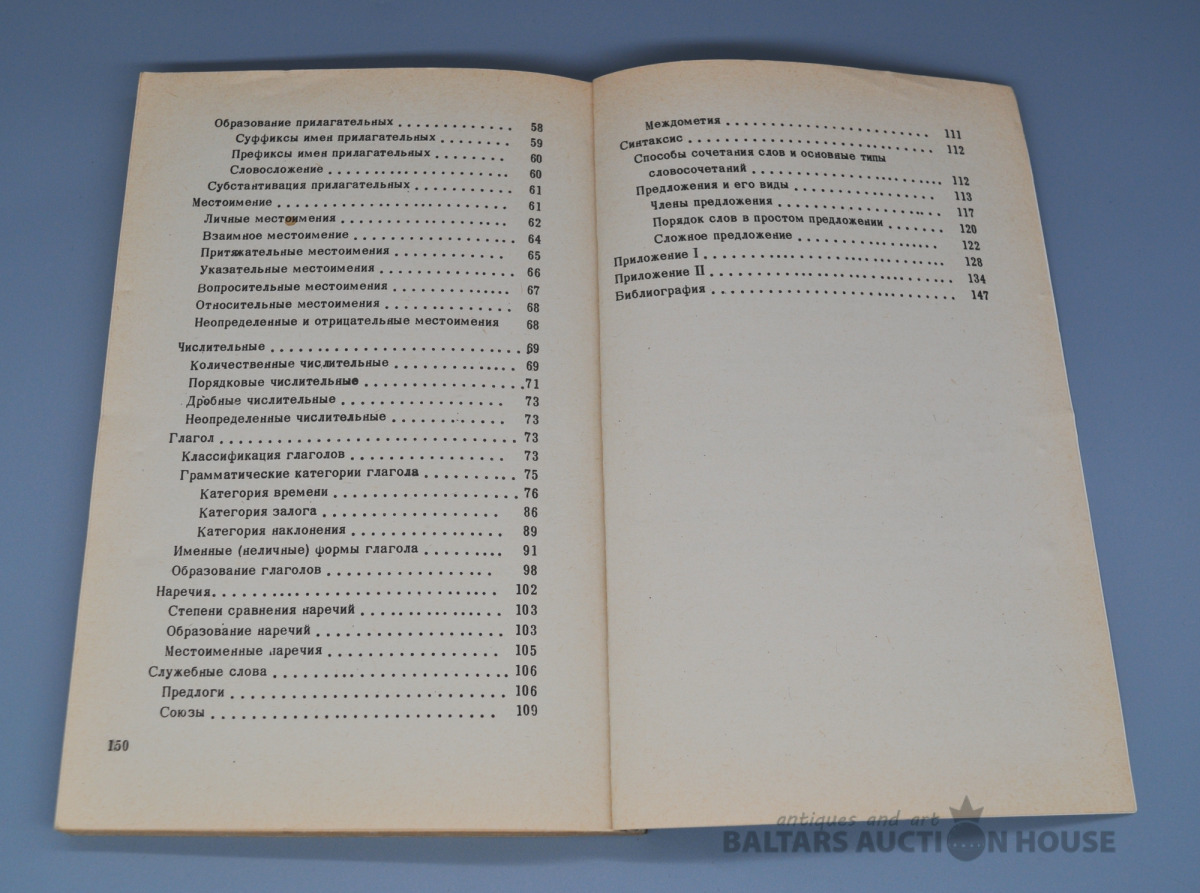 Образование прилагательных . . . . . . . . . . . . . 58
Суффиксы имен прилагательных . . . . . . . . 59
Префиксы имен прилагательных . . . . . . . . 60
Словосложение . . . . . . . . . . . . . . . . . . . . 60
Субстантивация прилагательных . . . . . . . . . . . 61
Местоимение . . . . . . . . . . . . . . . . . . . . . . . . . 61
Личные местоимения . . . . . . . . . . . . . . . . . . 62
Взаимное местоимение . . . . . . . . . . . . . . . . . 64
Притяжательные местоимения . . . . . . . . . . . . 65
Указательные местоимения . . . . . . . . . . . . . . 66
Вопросительные местоимения . . . . . . . . . . . . . 67
Относительные местоимения . . . . . . . . . . . . . . 68
Неопределенные и отрицательные местоимения 68
Числительные . . . . . . . . . . . . . . . . . . . . . . . . . . . 69
Количественные числительные . . . . . . . . . . . . . 69
Порядковые числительные . . . . . . . . . . . . . . . . . 71
Дробные числительные . . . . . . . . . . . . . . . . . . 73
Неопределенные числительные . . . . . . . . . . . . . 73
Глагол . . . . . . . . . . . . . . . . . . . . . . . . . . . . . . . . 73
Классификация глаголов . . . . . . . . . . . . . . . . . 73
Грамматические категории глагола . . . . . . . . . . 75
Категория времени . . . . . . . . . . . . . . . . . . . . 76
Категория залога . . . . . . . . . . . . . . . . . . . 86
Категория наклонения . . . . . . . . . . . . . . . . 89
Именные (неличные) формы глагола . . . . . . . . . 91
Образование глаголов . . . . . . . . . . . . . . . . . . 98
Наречия . . . . . . . . . . . . . . . . . . . . . . . . . . . . . . 102
Степени сравнения наречий . . . . . . . . . . . . . . . 103
Образование наречий . . . . . . . . . . . . . . . . . . . . 103
Местоименные наречия . . . . . . . . . . . . . . . . . . 105
Служебные слова . . . . . . . . . . . . . . . . . . . . . . . . . 106
Предлоги . . . . . . . . . . . . . . . . . . . . . . . . . . . . . 106
Союзы . . . . . . . . . . . . . . . . . . . . . . . . . . . . . . 109
150
Междометия . . . . . . . . . . . . . . . . . . . . . . . . 111
Синтаксис . . . . . . . . . . . . . . . . . . . . . . . . . . . . 112
Способы сочетания слов и основные типы
словосочетаний . . . . . . . . . . . . . . . . . . . . . . 112
Предложения и его виды . . . . . . . . . . . . . . . . . 113
Члены предложения . . . . . . . . . . . . . . . . . . . 117
Порядок слов в простом предложении . . . . . . . 120
Сложное предложение . . . . . . . . . . . . . . . . 122
Приложение I . . . . . . . . . . . . . . . . . . . . . . . . . . . 128
Приложение II . . . . . . . . . . . . . . . . . . . . . . . . . . . 134
Библиография . . . . . . . . . . . . . . . . . . . . . . . . . . . 147
antiques and art
BALTARS AUCTION HOUSE